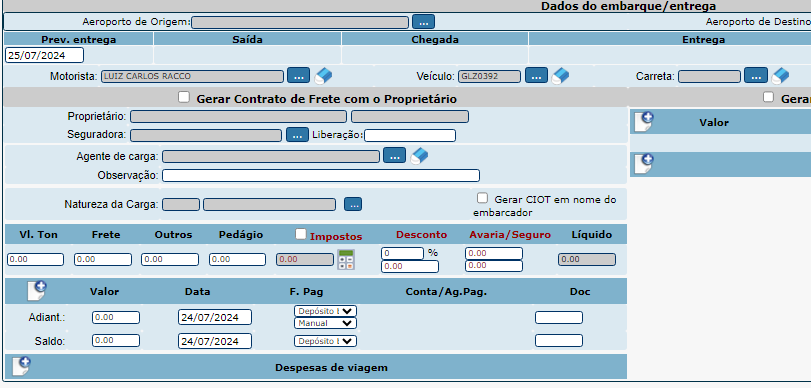 Dados do embarque/entrega
Aeroporto de Origem: ... Aeroporto de Destino
Prev. entrega Saída Chegada Entrega
25/07/2024
Motorista: LUIZ CARLOS RACCO ... Veículo: GLZ0392 ... Carreta: ...
Gerar Contrato de Frete com o Proprietário
Proprietário:
Seguradora: ... Liberação:
Agente de carga: ...
Observação:
Natureza da Carga: ... Gerar CIOT em nome do
embarcador
Vl. Ton Frete Outros Pedágio Impostos Desconto Avaria/Seguro Líquido
0.00 0.00 0.00 0.00 0.00 0 % 0.00 0.00
0.00 0.00
Valor Data F. Pag Conta/Ag.Pag. Doc
Adiant.: 0.00 24/07/2024 Depósito
Manual
Saldo: 0.00 24/07/2024 Depósito
Despesas de viagem
Valor